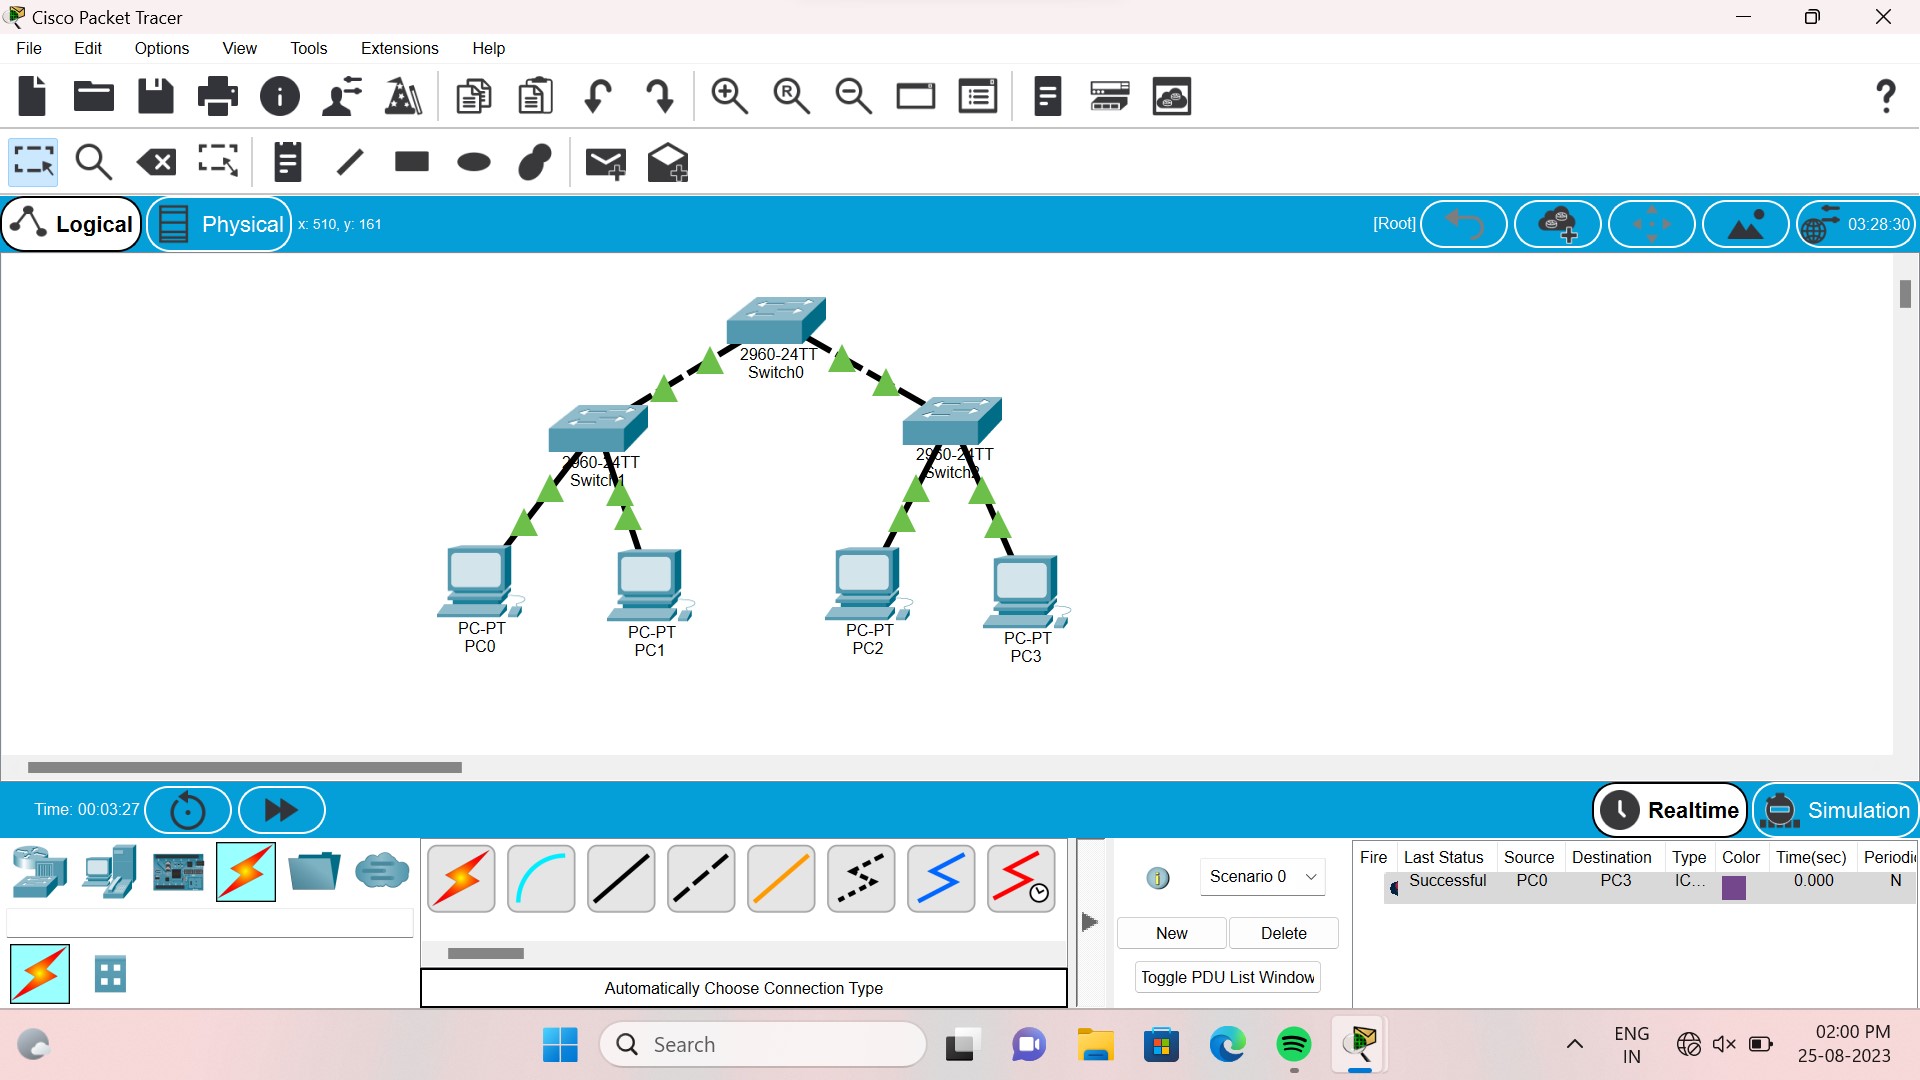 Cisco Packet Tracer
File Edit Options View Tools Extensions Help
Logical Physical x: 510, y: 161 [Root] 03:28:30
2960-24TT
Switch0
2960-24TT
Switch1
2960-24TT
Switch2
PC-PT
PC0
PC-PT
PC1
PC-PT
PC2
PC-PT
PC3
Time: 00:03:27 Realtime Simulation
Scenario 0
New Delete
Toggle PDU List Window
Fire Last Status Source Destination Type Color Time(sec) Periodic
Successful PC0 PC3 IC... 0.000 N
Automatically Choose Connection Type
Search
ENG
IN
02:00 PM
25-08-2023